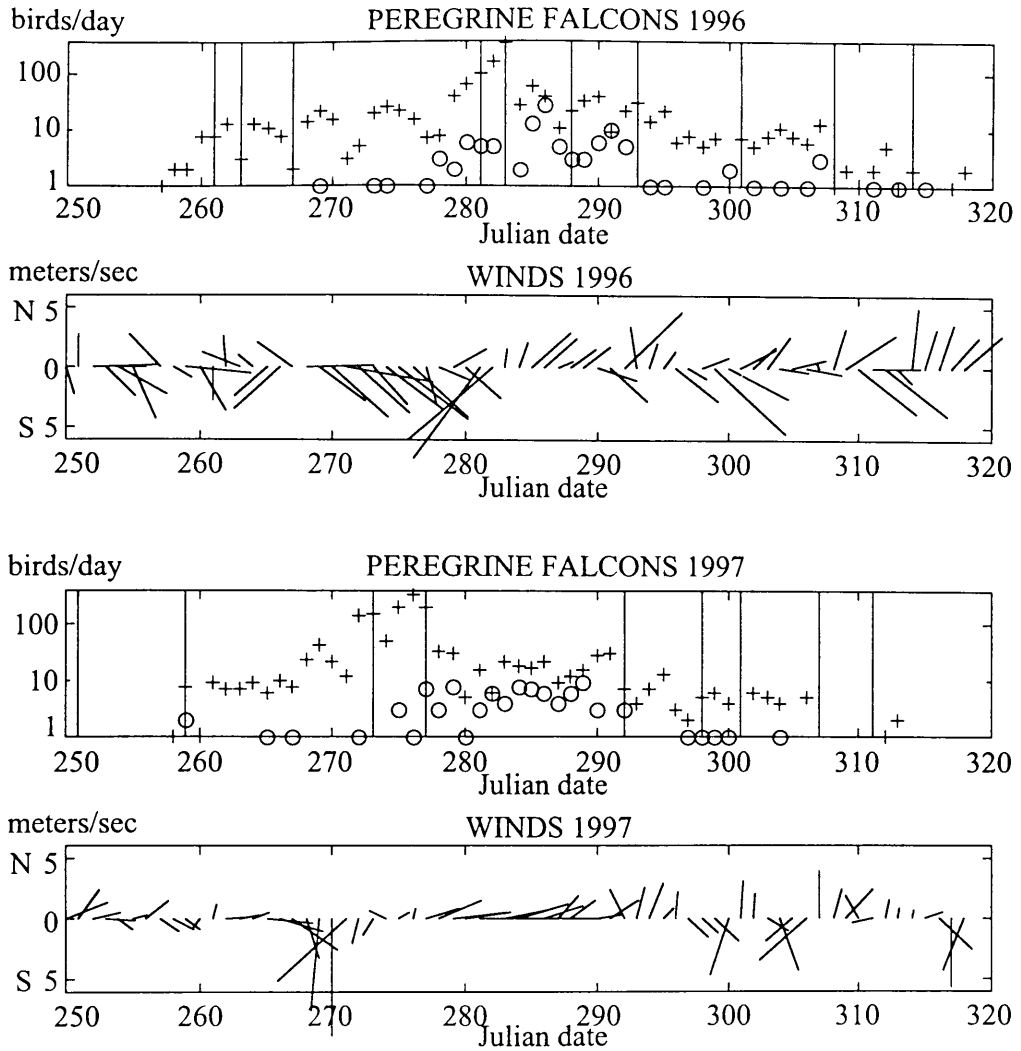 birds/day PEREGRINE FALCONS 1996
100
10
1
250 260 270 280 290 300 310 320
Julian date
meters/sec WINDS 1996
N 5
0
S 5
250 260 270 280 290 300 310 320
Julian date
birds/day PEREGRINE FALCONS 1997
100
10
1
250 260 270 280 290 300 310 320
Julian date
meters/sec WINDS 1997
N 5
0
S 5
250 260 270 280 290 300 310 320
Julian date